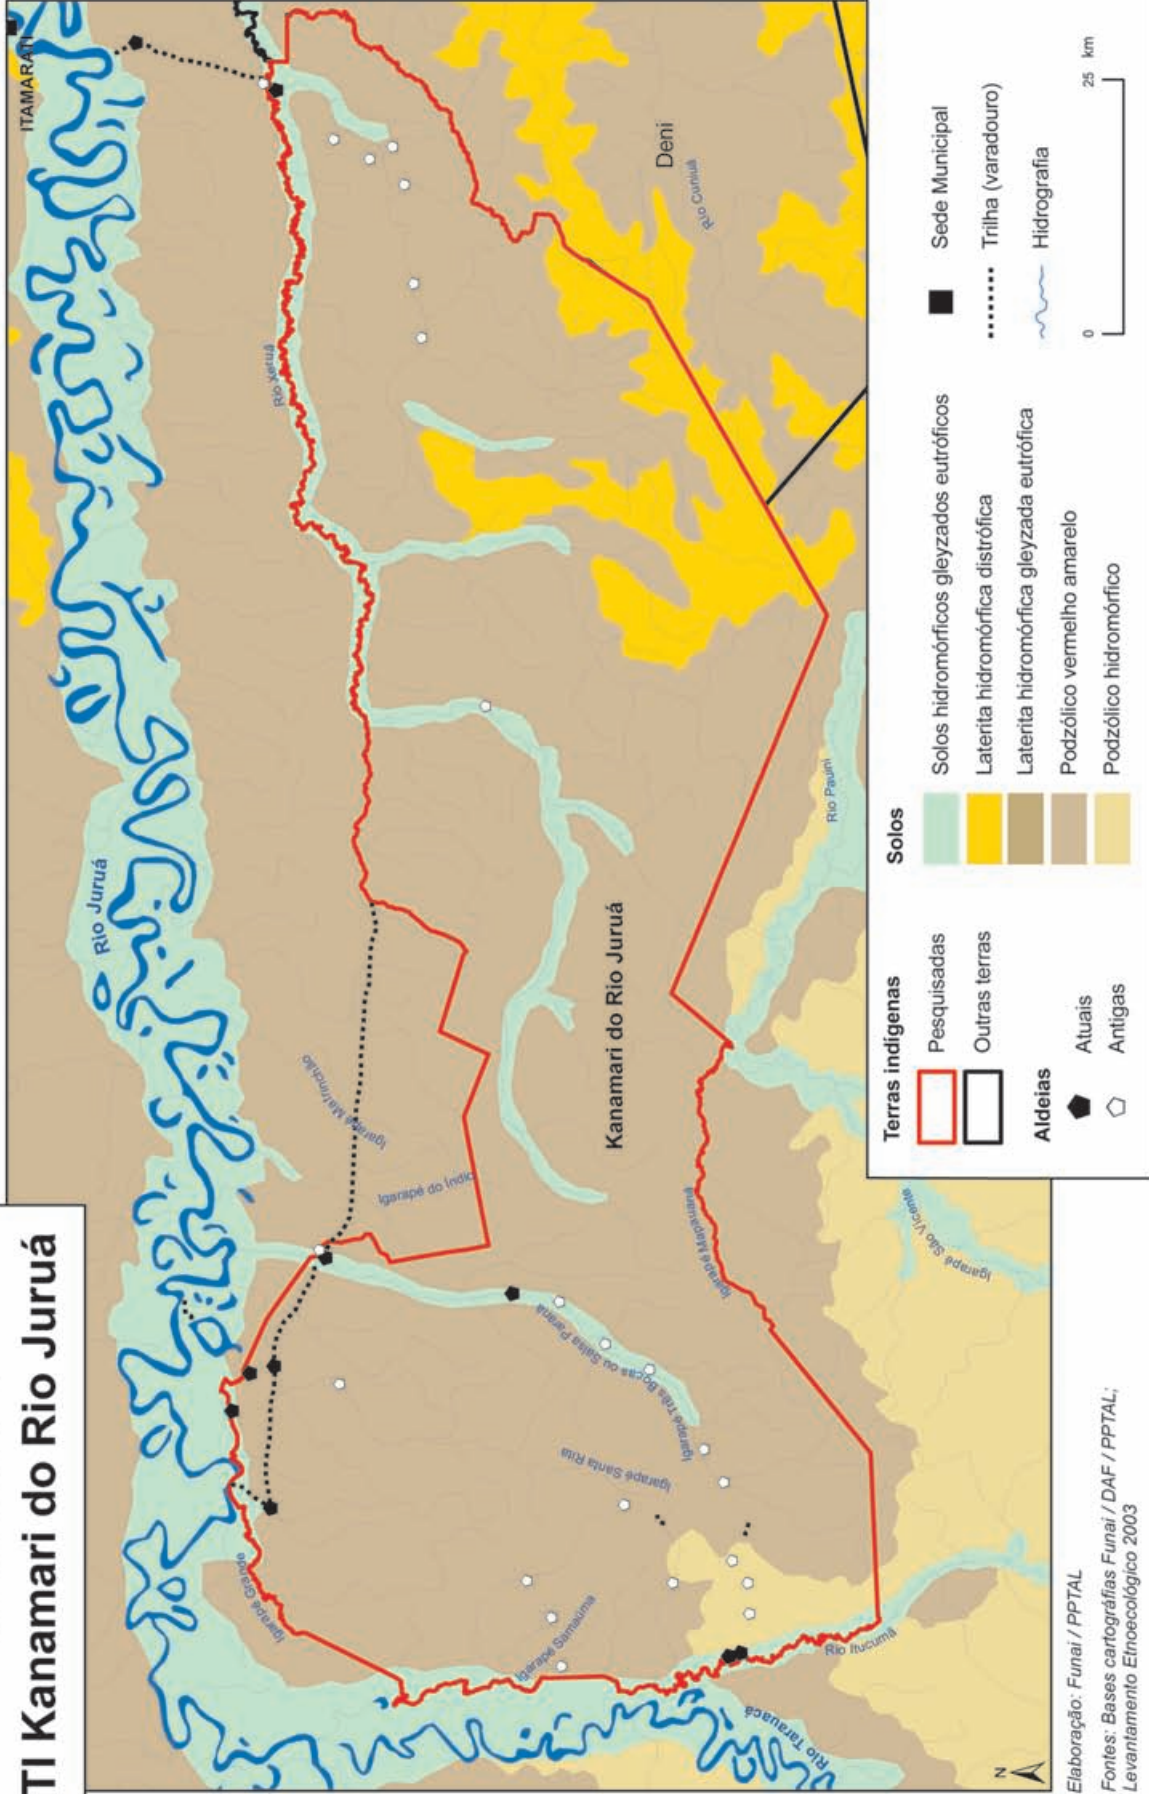 TI Kanamari do Rio Juruá
ITAMARATI
Rio Juruá
Rio Xeruã
Deni
Rio Cuniuá
Igarapé Matrinchão
Igarapé do Índio
Kanamari do Rio Juruá
Rio Pauini
Igarapé Mapauanã
Igarapé São Vicente
Igarapé Três Bocas ou Salsa Paraná
Igarapé Santa Rita
Igarapé Grande
Igarapé Samaúma
Rio Itucumã
Rio Tarauacá
N
Terras indígenas
Pesquisadas
Outras terras
Aldeias
Atuais
Antigas
Solos
Solos hidromórficos gleyzados eutróficos
Laterita hidromórfica distrófica
Laterita hidromórfica gleyzada eutrófica
Podzólico vermelho amarelo
Podzólico hidromórfico
Sede Municipal
Trilha (varadouro)
Hidrografia
0 25 km
Elaboração: Funai / PPTAL
Fontes: Bases cartográfias Funai / DAF / PPTAL;
Levantamento Etnoecológico 2003